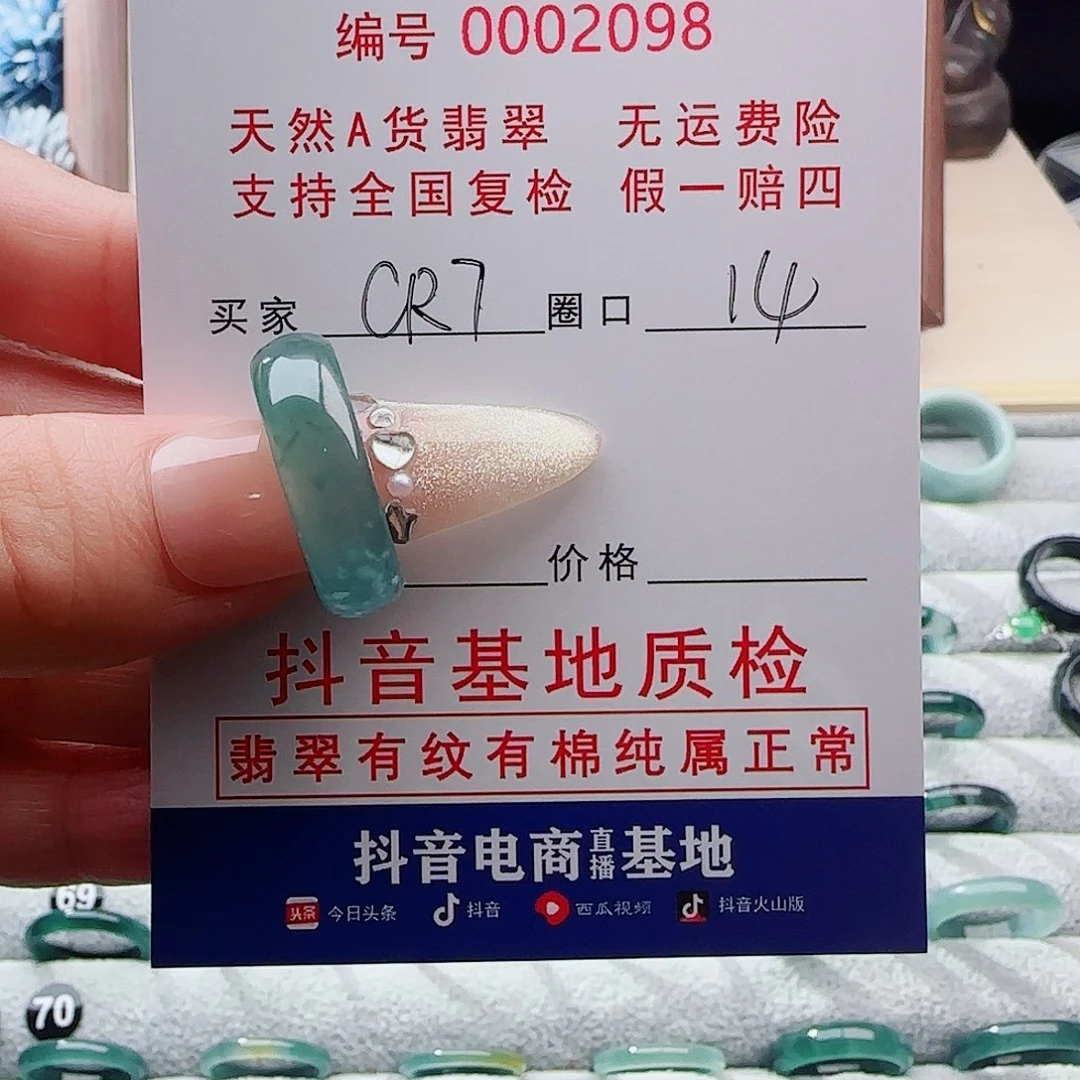 编号 0002098
天然A货翡翠 无运费险
支持全国复检 假一赔四
买家 CR7 圈口 14
价格
抖音基地质检
翡翠有纹有棉纯属正常
抖音电商直播基地
头条 今日头条 抖音 西瓜视频 抖音火山版
69
70